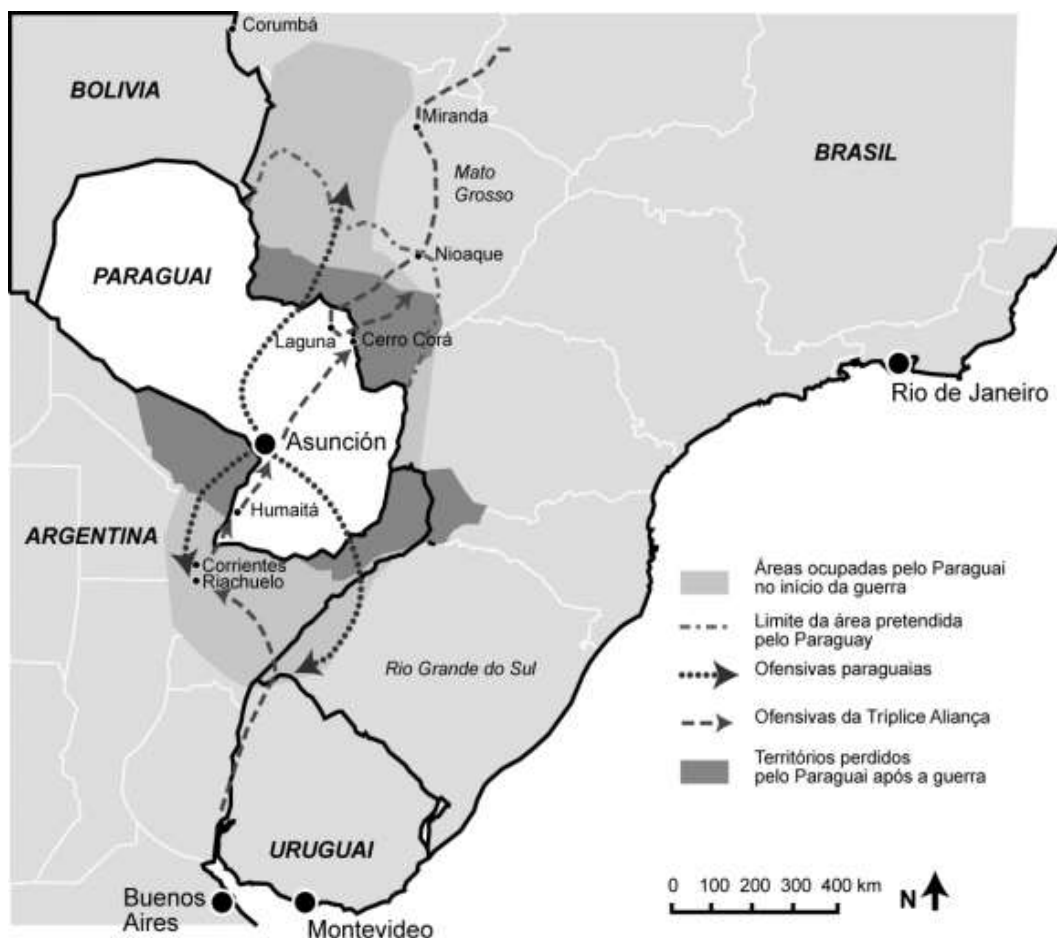 Corumbá
BOLIVIA
Miranda
BRASIL
Mato
Grosso
Nioaque
PARAGUAI
Laguna
Cerro Corá
Rio de Janeiro
Asunción
Humaitá
ARGENTINA
Corrientes
Riachuelo
Áreas ocupadas pelo Paraguai
no início da guerra
Limite da área pretendida
pelo Paraguay
Rio Grande do Sul
Ofensivas paraguaias
Ofensivas da Tríplice Aliança
Territórios perdidos
pelo Paraguai após a guerra
URUGUAI
0 100 200 300 400 km
N
Buenos
Aires
Montevideo